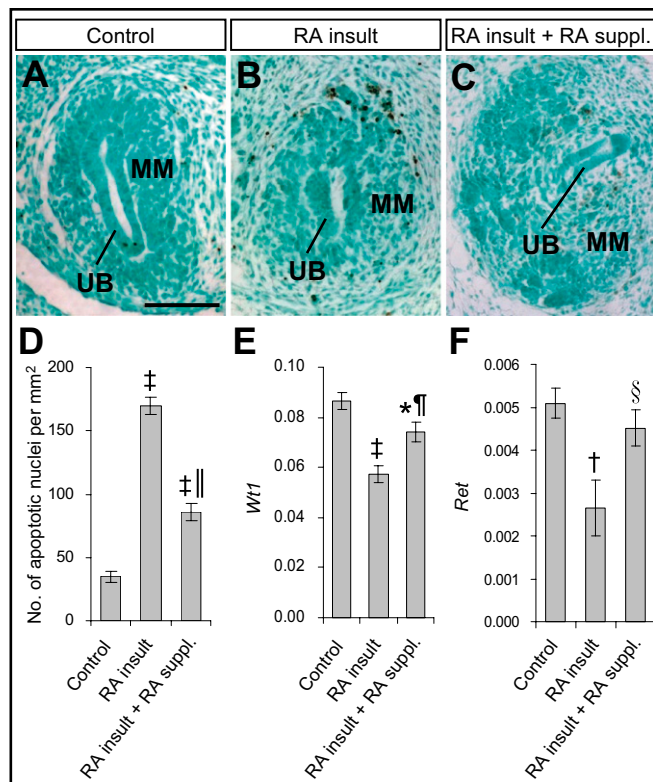 Control
RA insult
RA insult + RA suppl.
A
B
C
MM
UB
MM
UB
UB
MM
D
E
F
No. of apoptotic nuclei per mm²
200
150
100
50
0
‡
‡‖
Control
RA insult
RA insult + RA suppl.
Wt1
0.10
0.08
0.06
0.04
0.02
0.00
‡
*¶
Control
RA insult
RA insult + RA suppl.
Ret
0.006
0.005
0.004
0.003
0.002
0.001
0.000
†
§
Control
RA insult
RA insult + RA suppl.